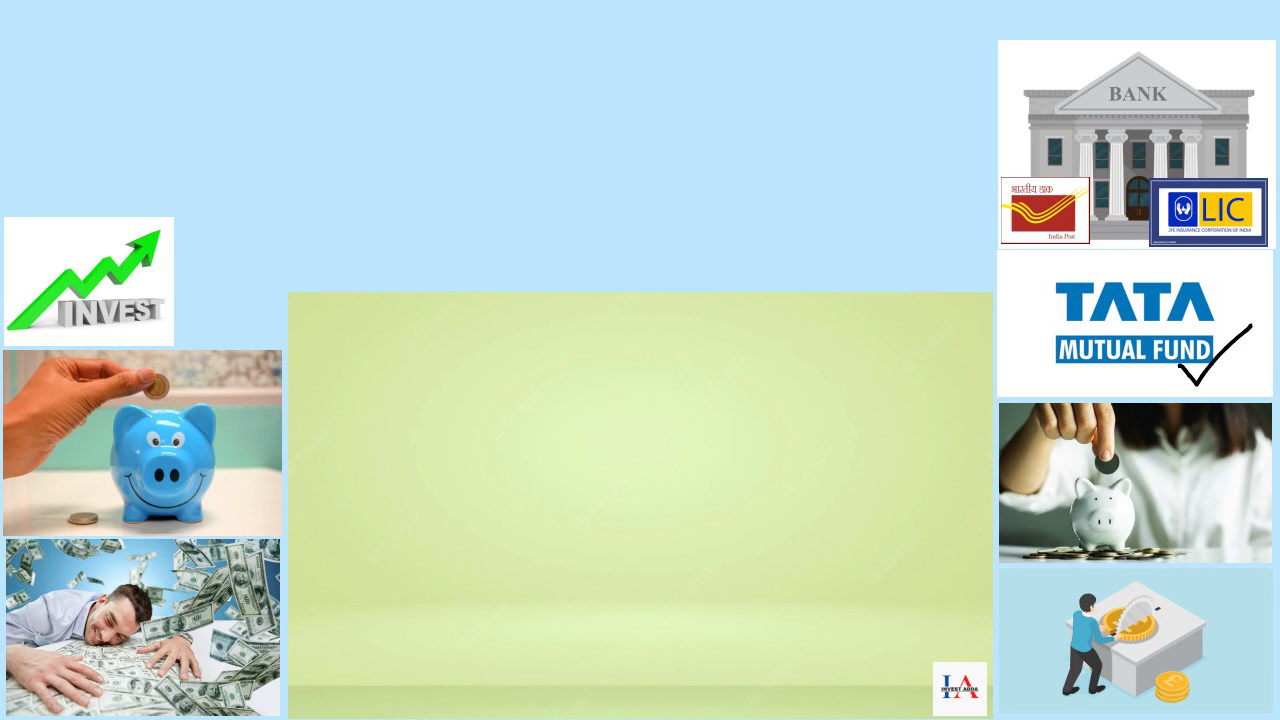 BANK
भारतीय डाक
India Post
LIC
LIFE INSURANCE CORPORATION OF INDIA
INVEST
TATA
MUTUAL FUND
IA
INVEST ADDA